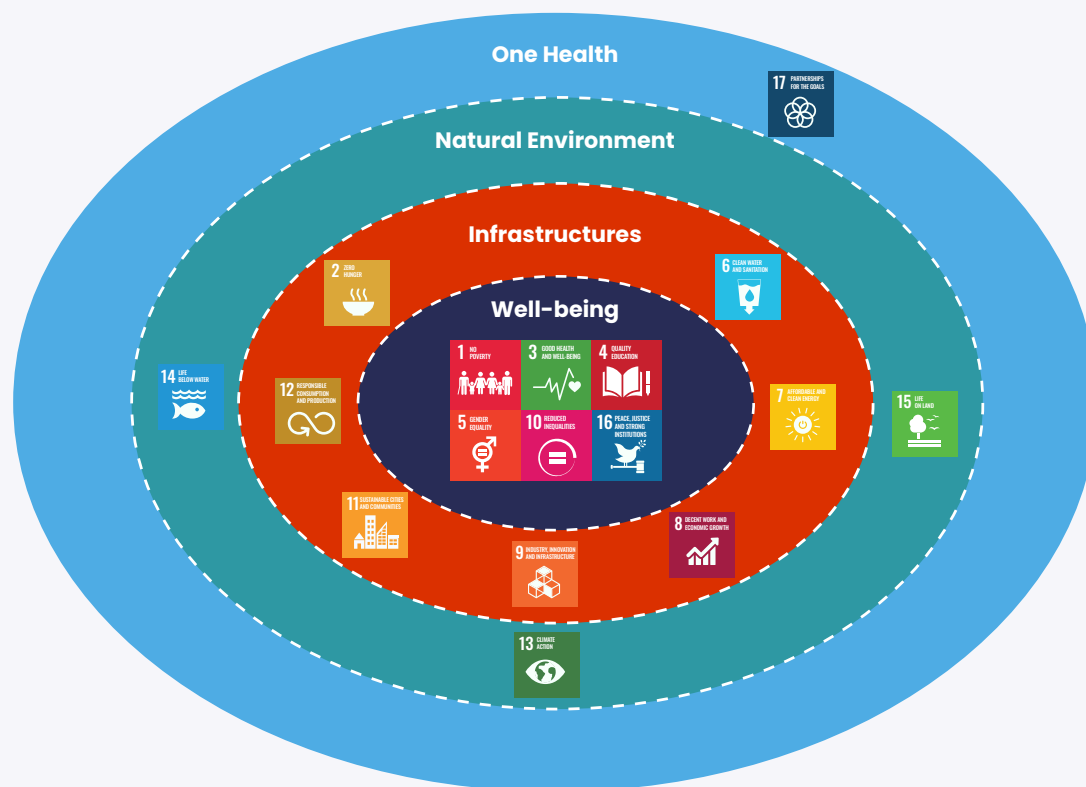 One Health
17 PARTNERSHIPS
FOR THE GOALS
Natural Environment
Infrastructures
2 ZERO
HUNGER
6 CLEAN WATER
AND SANITATION
Well-being
1 NO
POVERTY
3 GOOD HEALTH
AND WELL-BEING
4 QUALITY
EDUCATION
14 LIFE
BELOW WATER
12 RESPONSIBLE
CONSUMPTION
AND PRODUCTION
7 AFFORDABLE AND
CLEAN ENERGY
15 LIFE
ON LAND
5 GENDER
EQUALITY
10 REDUCED
INEQUALITIES
16 PEACE, JUSTICE
AND STRONG
INSTITUTIONS
11 SUSTAINABLE CITIES
AND COMMUNITIES
8 DECENT WORK AND
ECONOMIC GROWTH
9 INDUSTRY, INNOVATION
AND INFRASTRUCTURE
13 CLIMATE
ACTION